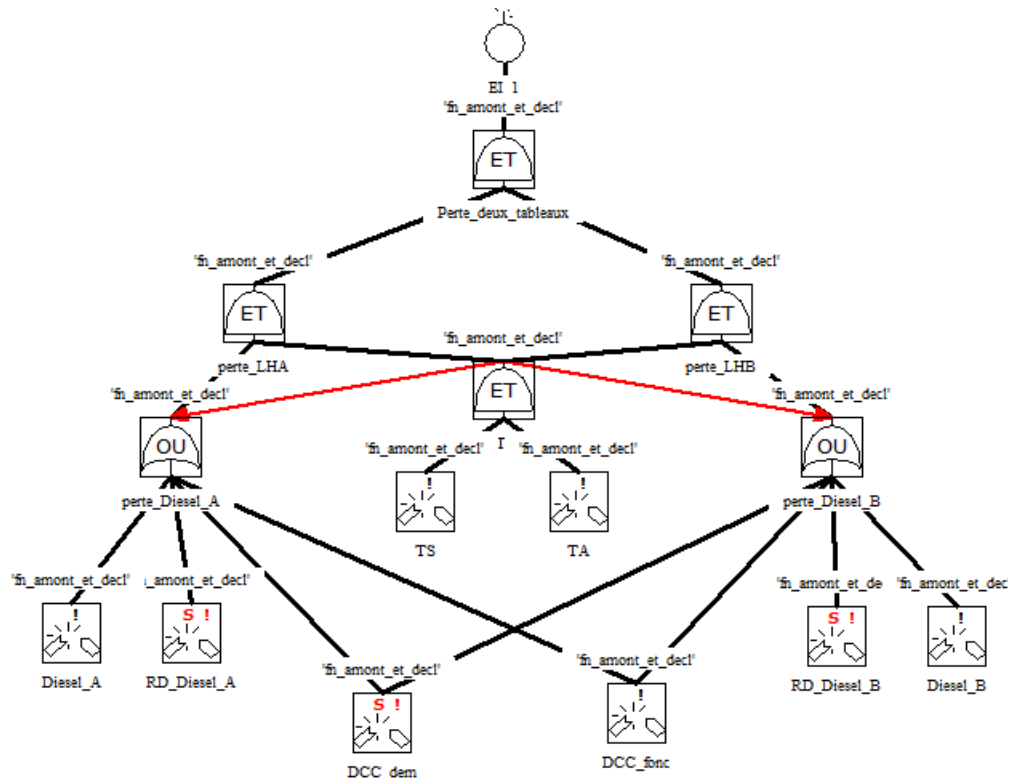 EI_1
'fn_amont_et_decl'
ET
Perte_deux_tableaux
'fn_amont_et_decl'
'fn_amont_et_decl'
ET
ET
'fn_amont_et_decl'
perte_LHA
perte_LHB
'fn_amont_et_decl'
ET
'fn_amont_et_decl'
OU
I
OU
'fn_amont_et_decl'
'fn_amont_et_decl'
!
!
perte_Diesel_A
perte_Diesel_B
TS
TA
'fn_amont_et_decl'
n_amont_et_decl'
'fn_amont_et_de
'fn_amont_et_dec
!
S !
S !
!
Diesel_A
RD_Diesel_A
'fn_amont_et_decl'
'fn_amont_et_decl'
RD_Diesel_B
Diesel_B
S !
!
DCC_dem
DCC_fonc